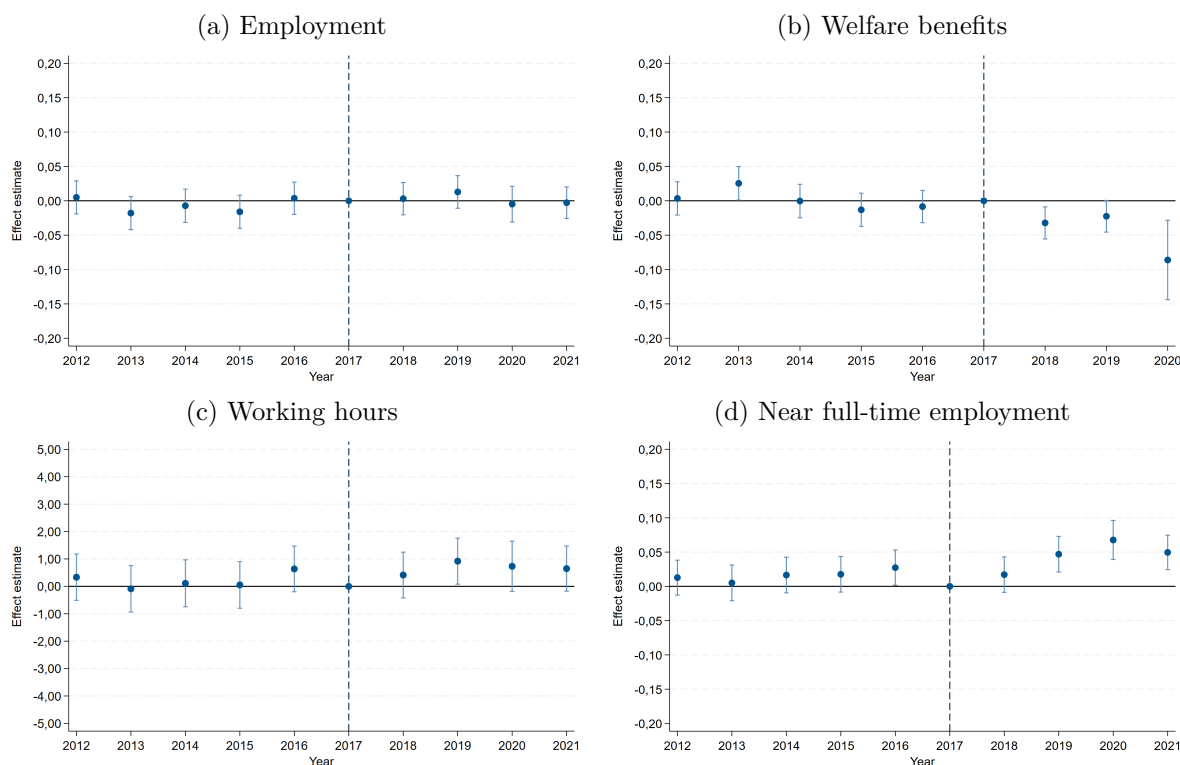 (a) Employment
0,20
0,15
0,10
0,05
0,00
-0,05
-0,10
-0,15
-0,20
Effect estimate
2012 2013 2014 2015 2016 2017 2018 2019 2020 2021
Year
(b) Welfare benefits
0,20
0,15
0,10
0,05
0,00
-0,05
-0,10
-0,15
-0,20
Effect estimate
2012 2013 2014 2015 2016 2017 2018 2019 2020
Year
(c) Working hours
5,00
4,00
3,00
2,00
1,00
0,00
-1,00
-2,00
-3,00
-4,00
-5,00
Effect estimate
2012 2013 2014 2015 2016 2017 2018 2019 2020 2021
Year
(d) Near full-time employment
0,20
0,15
0,10
0,05
0,00
-0,05
-0,10
-0,15
-0,20
Effect estimate
2012 2013 2014 2015 2016 2017 2018 2019 2020 2021
Year